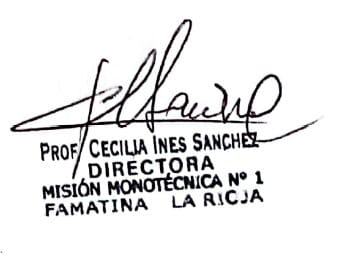 PROF CECILIA INES SANCHEZ
DIRECTORA
MISIÓN MONOTÉCNICA Nº 1
FAMATINA LA RIOJA